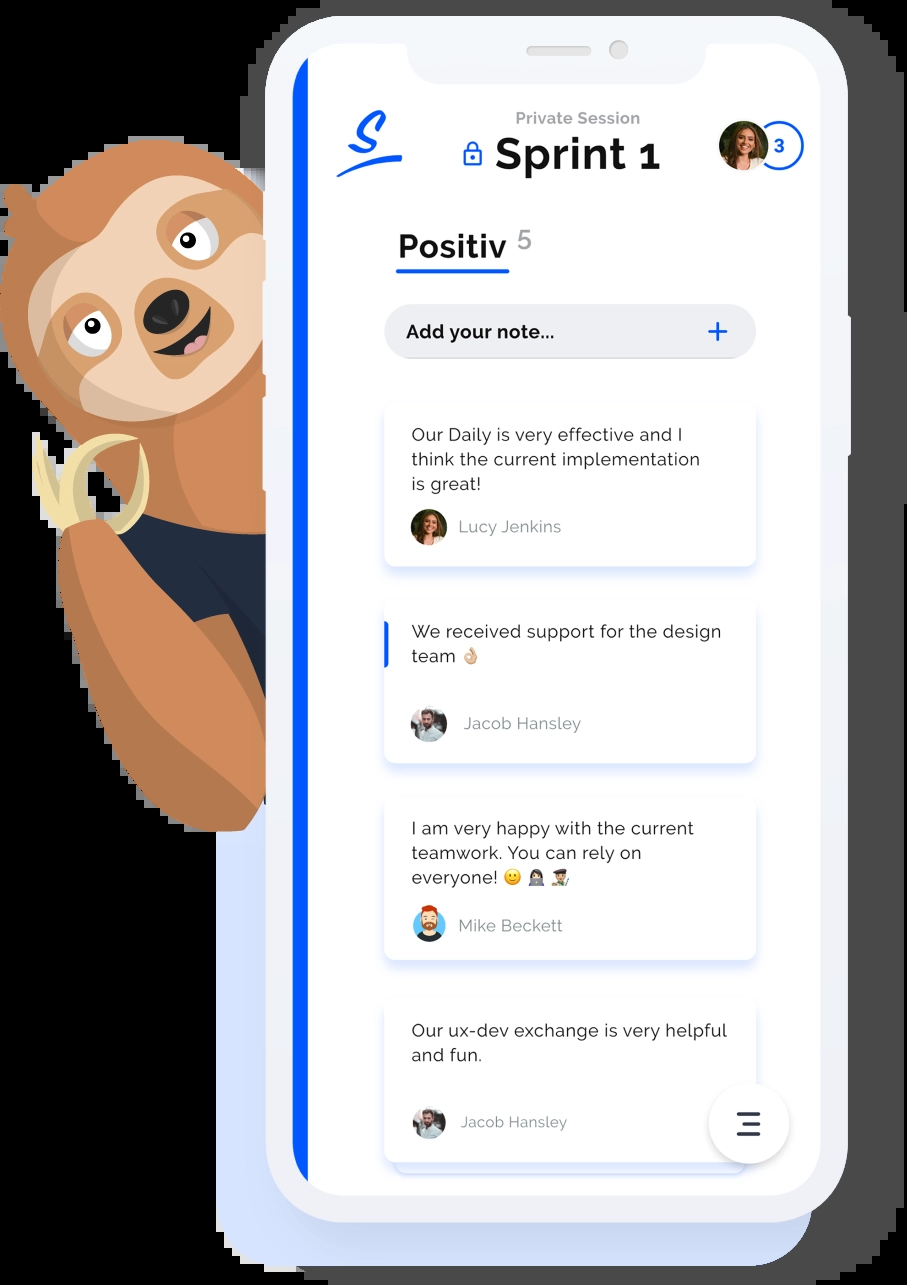 Private Session
Sprint 1
3
Positiv 5
Add your note...
Our Daily is very effective and I
think the current implementation
is great!
Lucy Jenkins
We received support for the design
team 👌🏼
Jacob Hansley
I am very happy with the current
teamwork. You can rely on
everyone! 🙂 👩🏻‍💻 👨🏻‍🎨
Mike Beckett
Our ux-dev exchange is very helpful
and fun.
Jacob Hansley